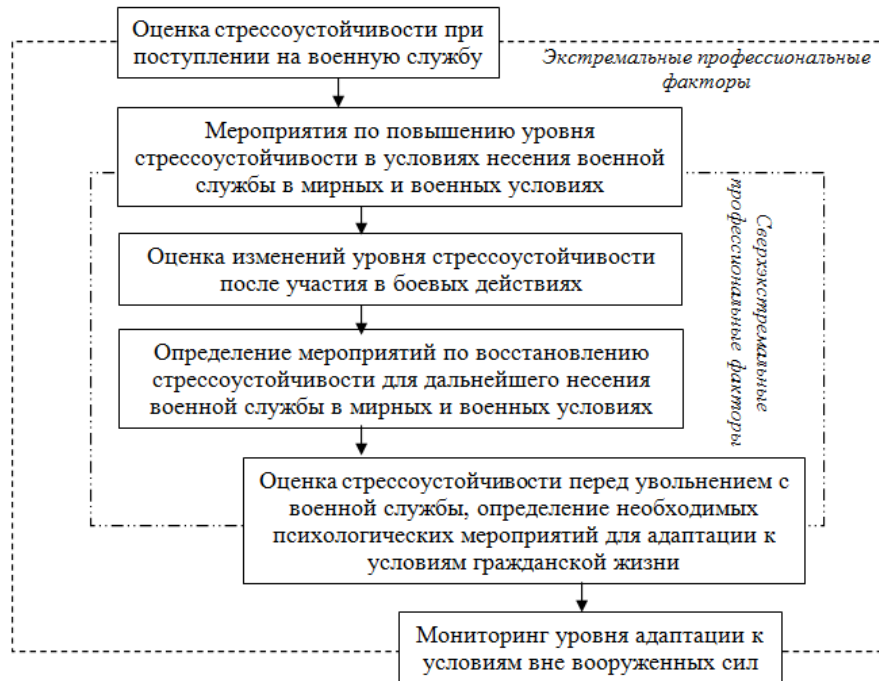 Оценка стрессоустойчивости при
поступлении на военную службу
Экстремальные профессиональные
факторы
Мероприятия по повышению уровня
стрессоустойчивости в условиях несения военной
службы в мирных и военных условиях
Сверхэкстремальные
профессиональные факторы
Оценка изменений уровня стрессоустойчивости
после участия в боевых действиях
Определение мероприятий по восстановлению
стрессоустойчивости для дальнейшего несения
военной службы в мирных и военных условиях
Оценка стрессоустойчивости перед увольнением с
военной службы, определение необходимых
психологических мероприятий для адаптации к
условиям гражданской жизни
Мониторинг уровня адаптации к
условиям вне вооруженных сил